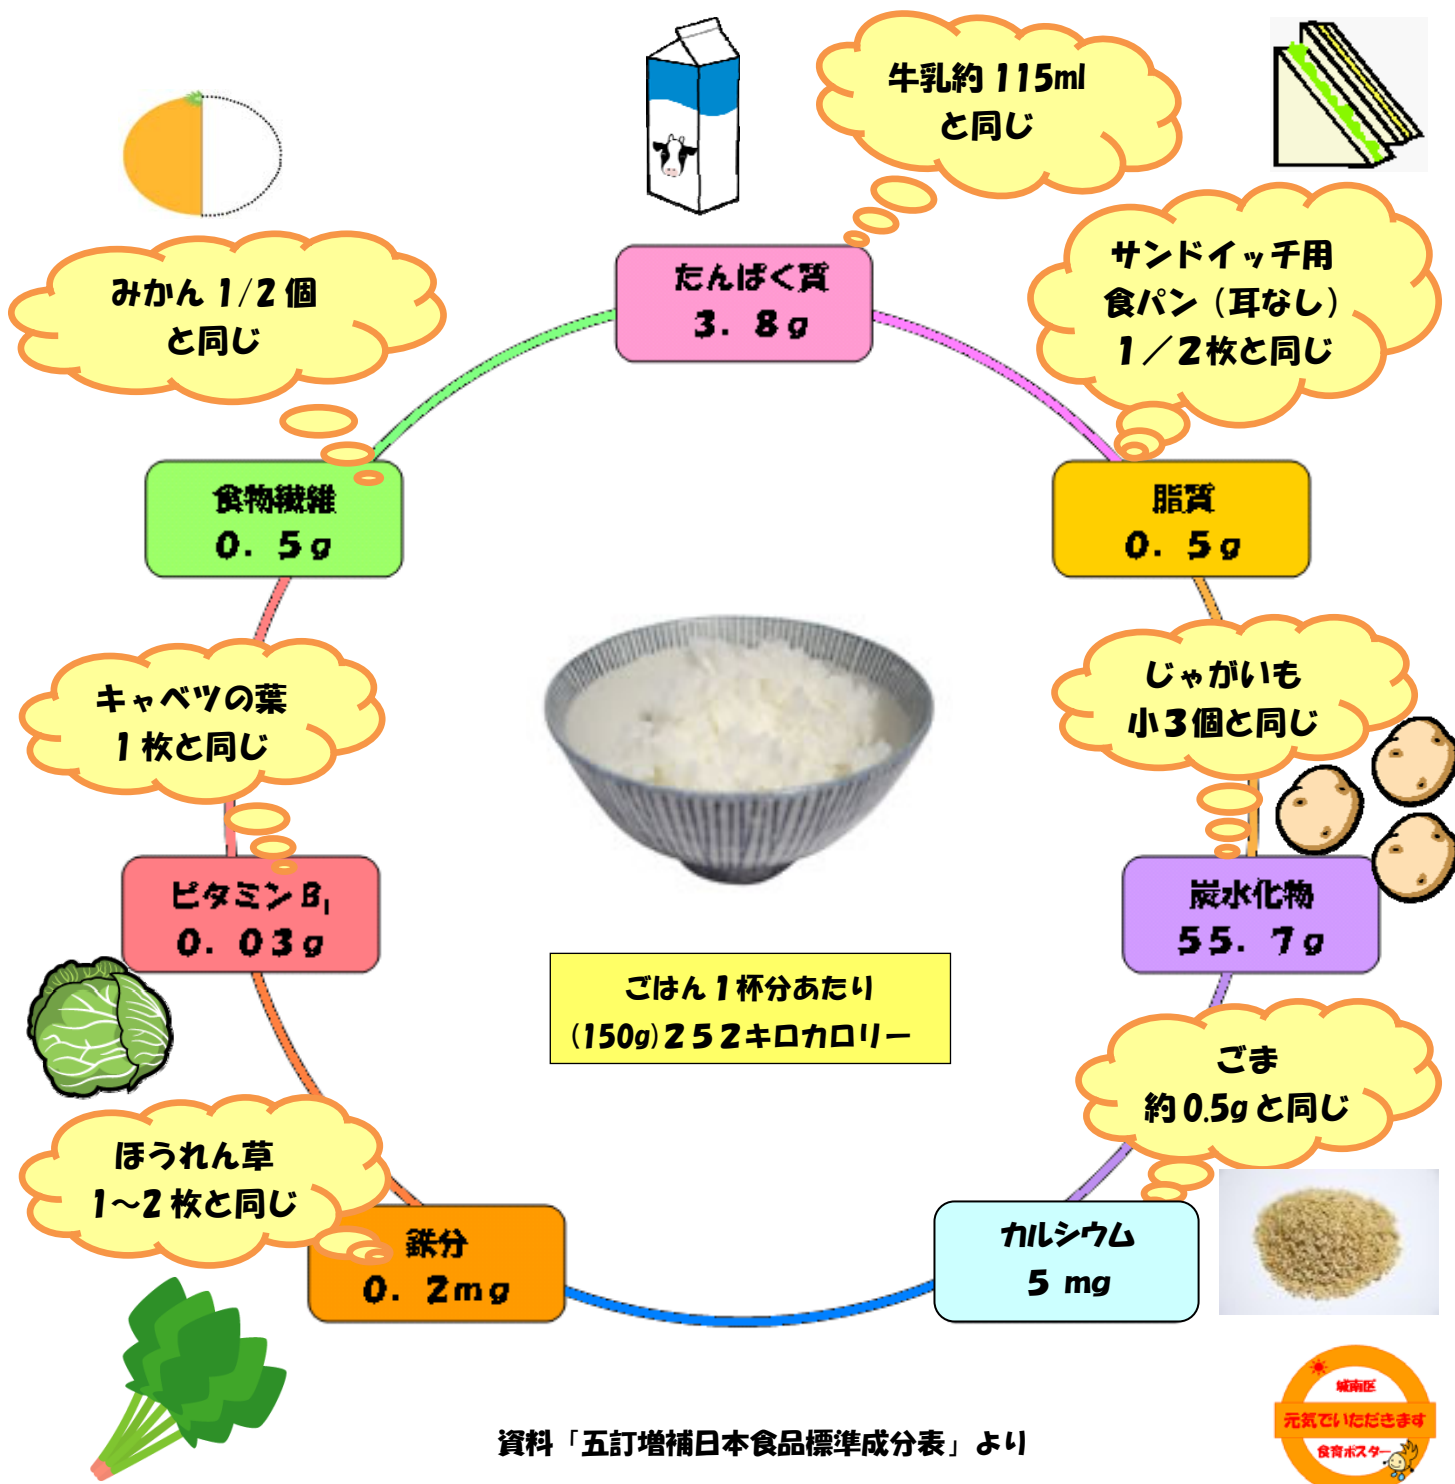 牛乳約115ml
と同じ
みかん1/2個
と同じ
たんぱく質
3．8g
サンドイッチ用
食パン（耳なし）
1／2枚と同じ
食物繊維
0．5g
脂質
0．5g
キャベツの葉
1枚と同じ
じゃがいも
小3個と同じ
ビタミンB₁
0．03g
炭水化物
55．7g
ごはん1杯分あたり
(150g)252キロカロリー
ごま
約0.5gと同じ
ほうれん草
1～2枚と同じ
鉄分
0．2mg
カルシウム
5 mg
資料「五訂増補日本食品標準成分表」より
城南区
元気でいただきます
食育ポスター